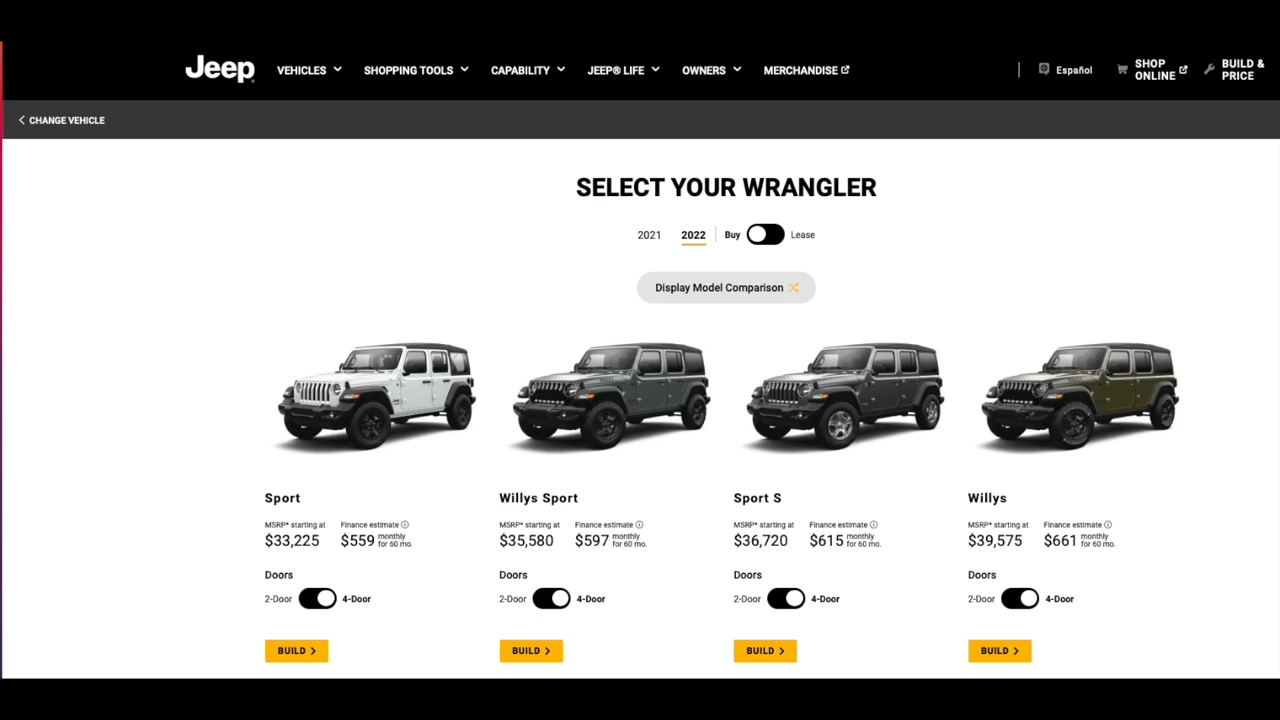 Jeep
VEHICLES
SHOPPING TOOLS
CAPABILITY
JEEP® LIFE
OWNERS
MERCHANDISE
Español
SHOP
ONLINE
BUILD &
PRICE
CHANGE VEHICLE
SELECT YOUR WRANGLER
2021 2022 Buy Lease
Display Model Comparison
Sport
MSRP* starting at Finance estimate
$33,225 $559 monthly
for 60 mo.
Doors
2-Door 4-Door
BUILD
Willys Sport
MSRP* starting at Finance estimate
$35,580 $597 monthly
for 60 mo.
Doors
2-Door 4-Door
BUILD
Sport S
MSRP* starting at Finance estimate
$36,720 $615 monthly
for 60 mo.
Doors
2-Door 4-Door
BUILD
Willys
MSRP* starting at Finance estimate
$39,575 $661 monthly
for 60 mo.
Doors
2-Door 4-Door
BUILD